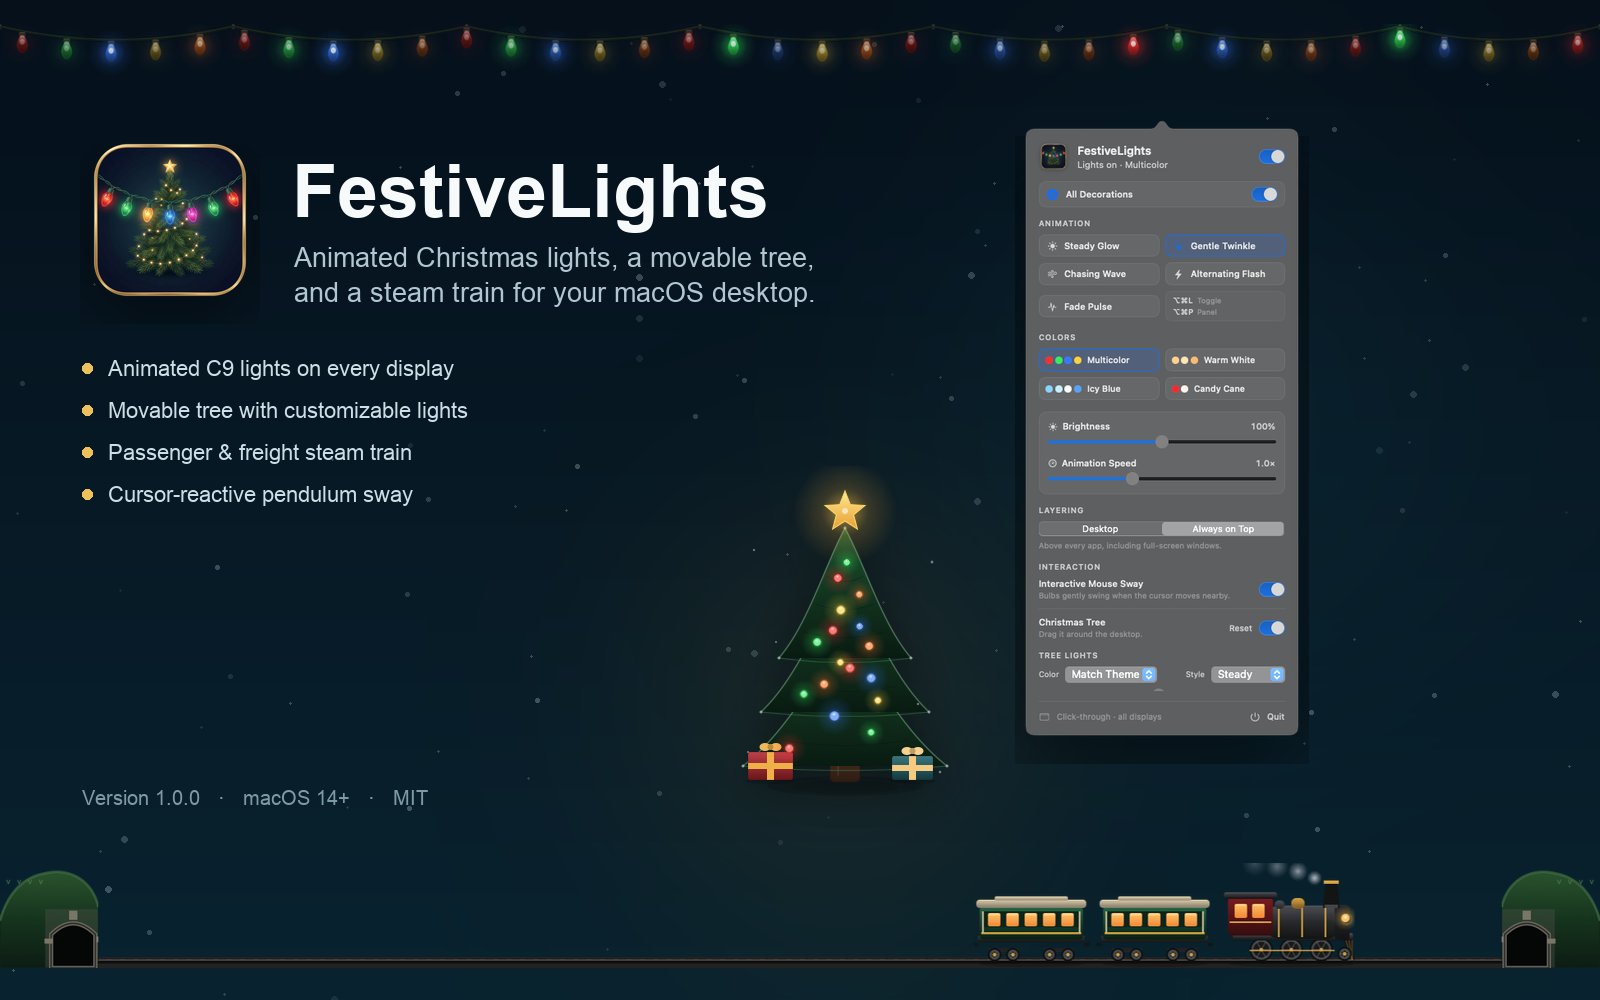 FestiveLights
Animated Christmas lights, a movable tree,
and a steam train for your macOS desktop.
Animated C9 lights on every display
Movable tree with customizable lights
Passenger & freight steam train
Cursor-reactive pendulum sway
Version 1.0.0 · macOS 14+ · MIT
FestiveLights
Lights on · Multicolor
All Decorations
ANIMATION
Steady Glow
Gentle Twinkle
Chasing Wave
Alternating Flash
Fade Pulse
⌥⌘L Toggle
⌥⌘P Panel
COLORS
Multicolor
Warm White
Icy Blue
Candy Cane
Brightness 100%
Animation Speed 1.0×
LAYERING
Desktop
Always on Top
Above every app, including full-screen windows.
INTERACTION
Interactive Mouse Sway
Bulbs gently swing when the cursor moves nearby.
Christmas Tree
Drag it around the desktop.
Reset
TREE LIGHTS
Color Match Theme Style Steady
Click-through · all displays
Quit